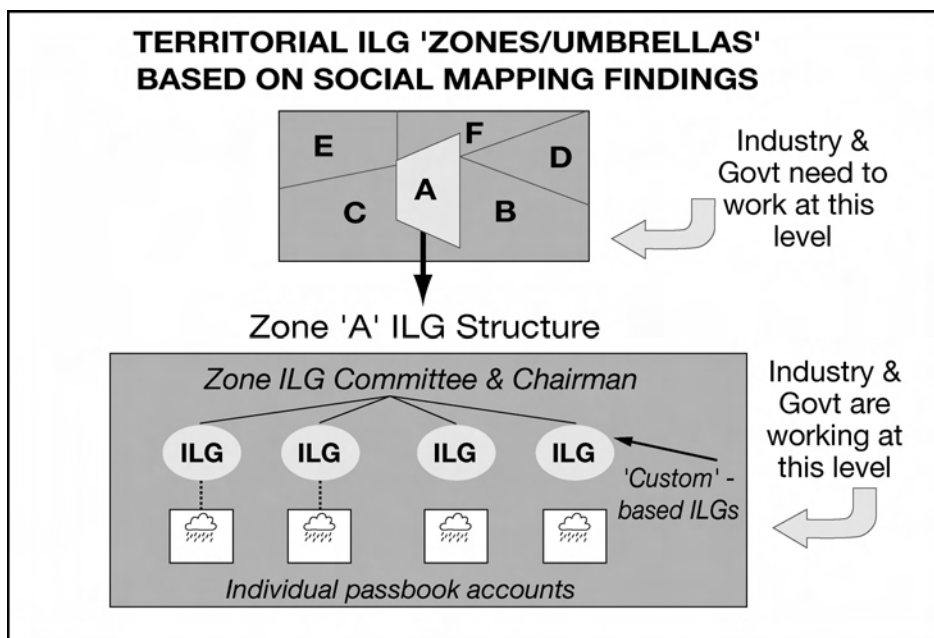 TERRITORIAL ILG 'ZONES/UMBRELLAS'
BASED ON SOCIAL MAPPING FINDINGS
E
F
D
A
C
B
Industry &
Govt need to
work at this
level
Zone 'A' ILG Structure
Zone ILG Committee & Chairman
ILG
ILG
ILG
ILG
'Custom' -
based ILGs
Individual passbook accounts
Industry &
Govt are
working at
this level